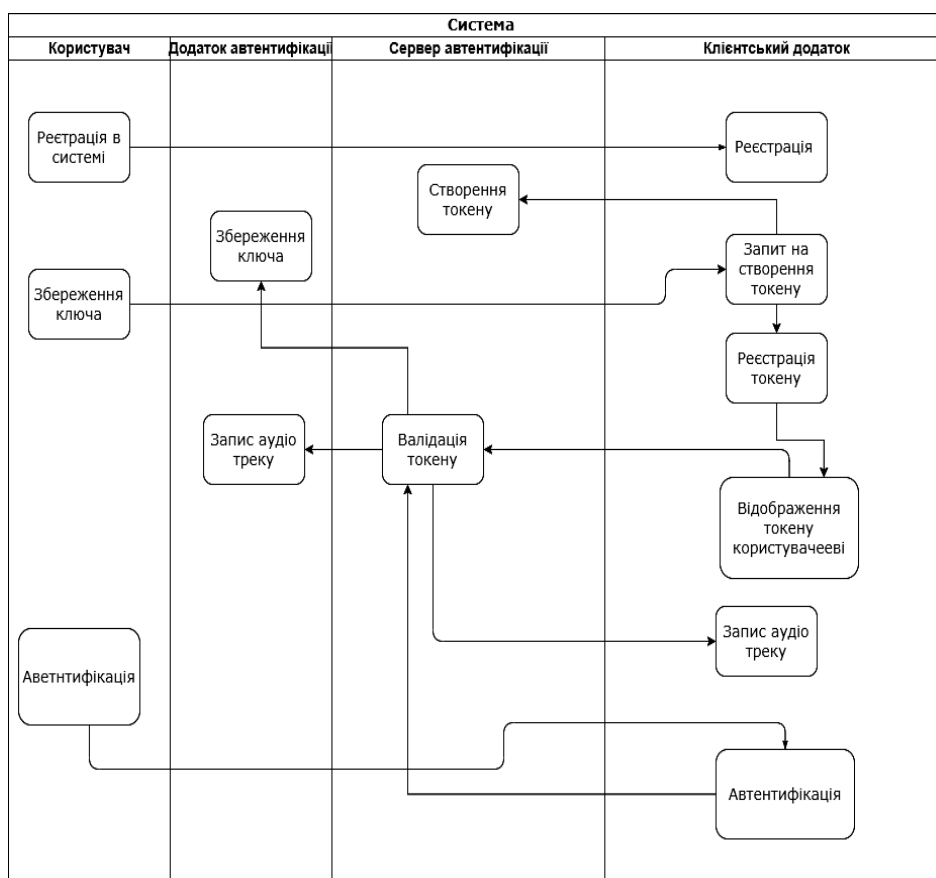 Система
Користувач
Додаток автентифікації
Сервер автентифікації
Клієнтський додаток
Реєтрація в
системі
Реєстрація
Створення
токену
Збереження
ключа
Запит на
створення
токену
Збереження
ключа
Реєстрація
токену
Запис аудіо
треку
Валідація
токену
Відображення
токену
користувачееві
Запис аудіо
треку
Аветнтифікація
Автентифікація